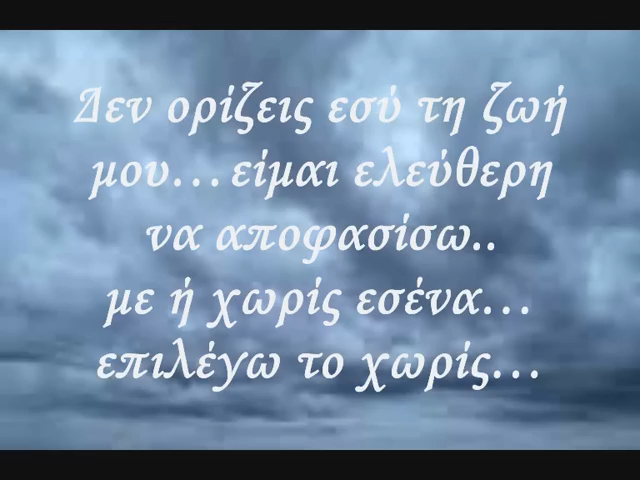 Δεν ορίζεις εσύ τη ζωή
μου...είμαι ελεύθερη
να αποφασίσω..
με ή χωρίς εσένα...
επιλέγω το χωρίς...